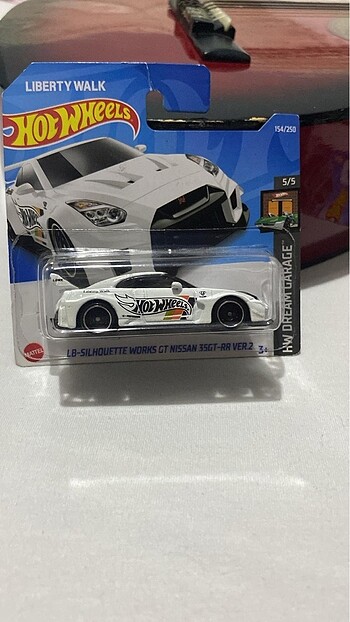 LIBERTY WALK
HOT WHEELS
154/250
5/5
HW DREAM GARAGE
HOT WHEELS
MATTEL
LB-SILHOUETTE WORKS GT NISSAN 35GT-RR VER.2
3+